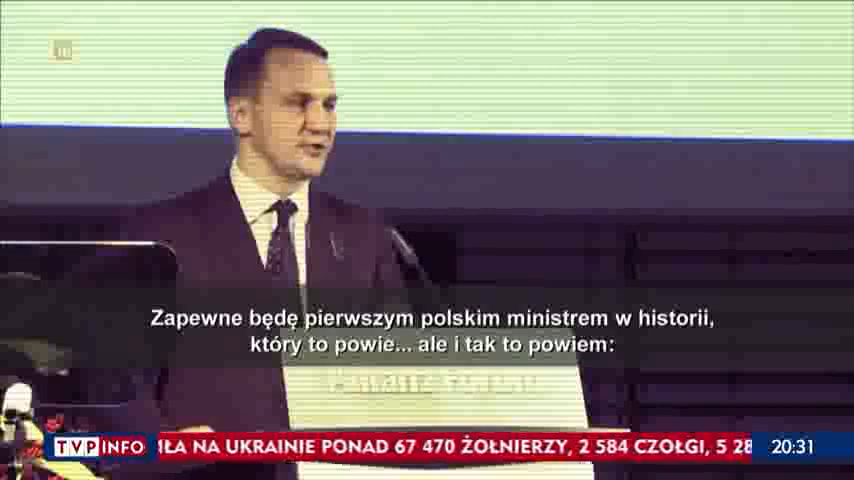 Zapewne będę pierwszym polskim ministrem w historii,
który to powie... ale i tak to powiem:
TVP INFO
IŁA NA UKRAINIE PONAD 67 470 ŻOŁNIERZY, 2 584 CZOŁGI, 5 28
20:31